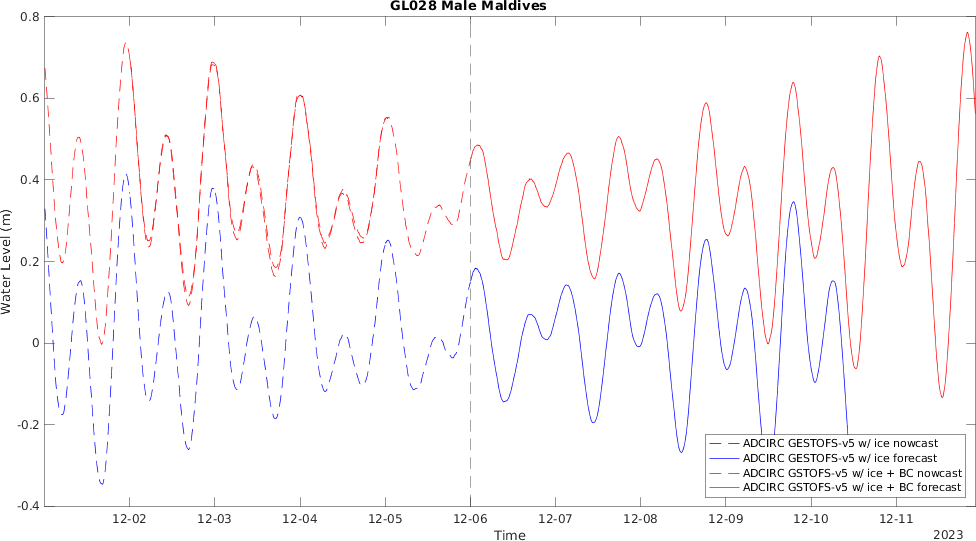 GL028 Male Maldives
0.8
0.6
0.4
0.2
0
-0.2
-0.4
Water Level (m)
ADCIRC GESTOFS-v5 w/ ice nowcast
ADCIRC GESTOFS-v5 w/ ice forecast
ADCIRC GSTOFS-v5 w/ ice + BC nowcast
ADCIRC GSTOFS-v5 w/ ice + BC forecast
12-02 12-03 12-04 12-05 12-06 12-07 12-08 12-09 12-10 12-11
Time
2023